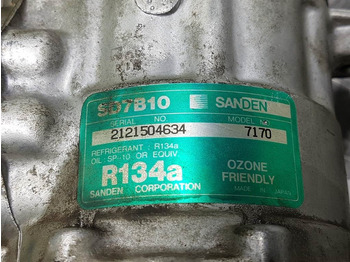 SD7B10 SANDEN
SERIAL NO MODEL NO
2121504634 7170
REFRIGERANT : R134a
OIL SP-10 OR EQUIV
R134a OZONE
FRIENDLY
SANDEN CORPORATION MADE IN JAPAN